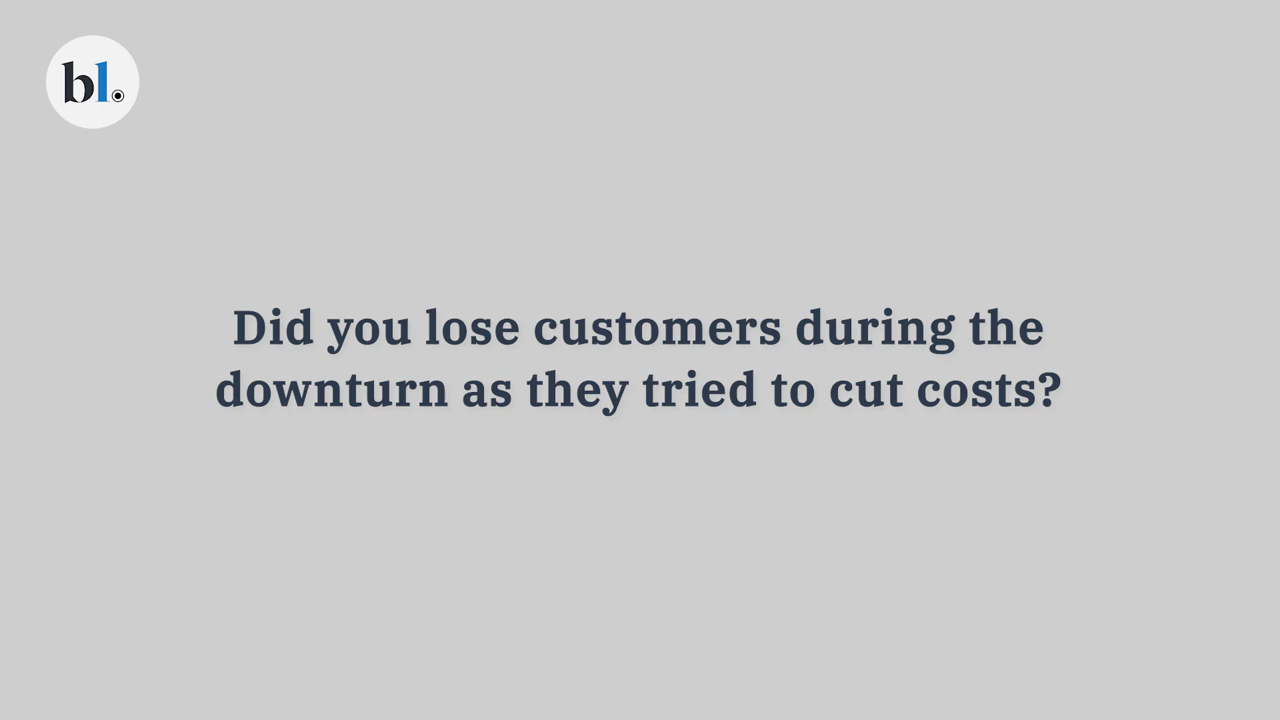 bl.
Did you lose customers during the
downturn as they tried to cut costs?